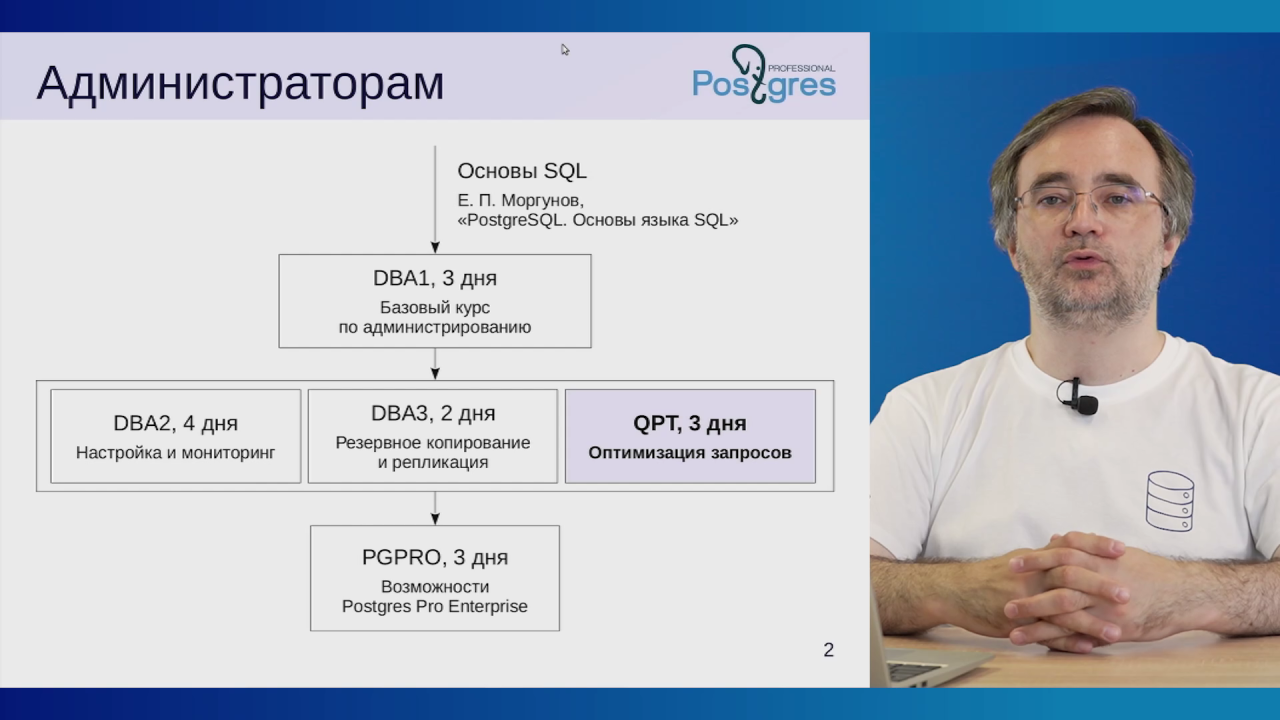 Администраторам
PROFESSIONAL
Postgres
Основы SQL
Е. П. Моргунов,
«PostgreSQL. Основы языка SQL»
DBA1, 3 дня
Базовый курс
по администрированию
DBA2, 4 дня
Настройка и мониторинг
DBA3, 2 дня
Резервное копирование
и репликация
QPT, 3 дня
Оптимизация запросов
PGPRO, 3 дня
Возможности
Postgres Pro Enterprise
2